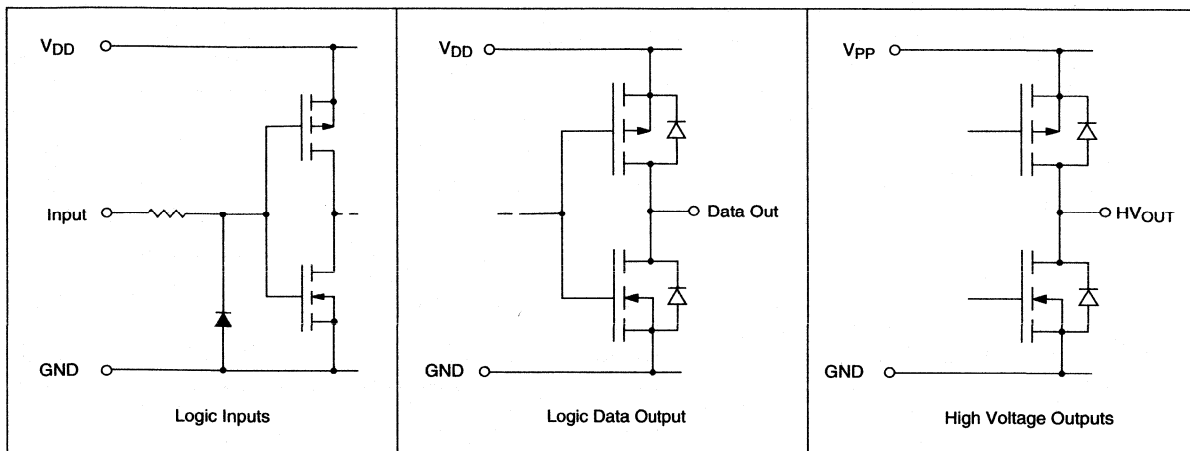 VDD
Input
GND
Logic Inputs
VDD
Data Out
GND
Logic Data Output
VPP
HVOUT
GND
High Voltage Outputs